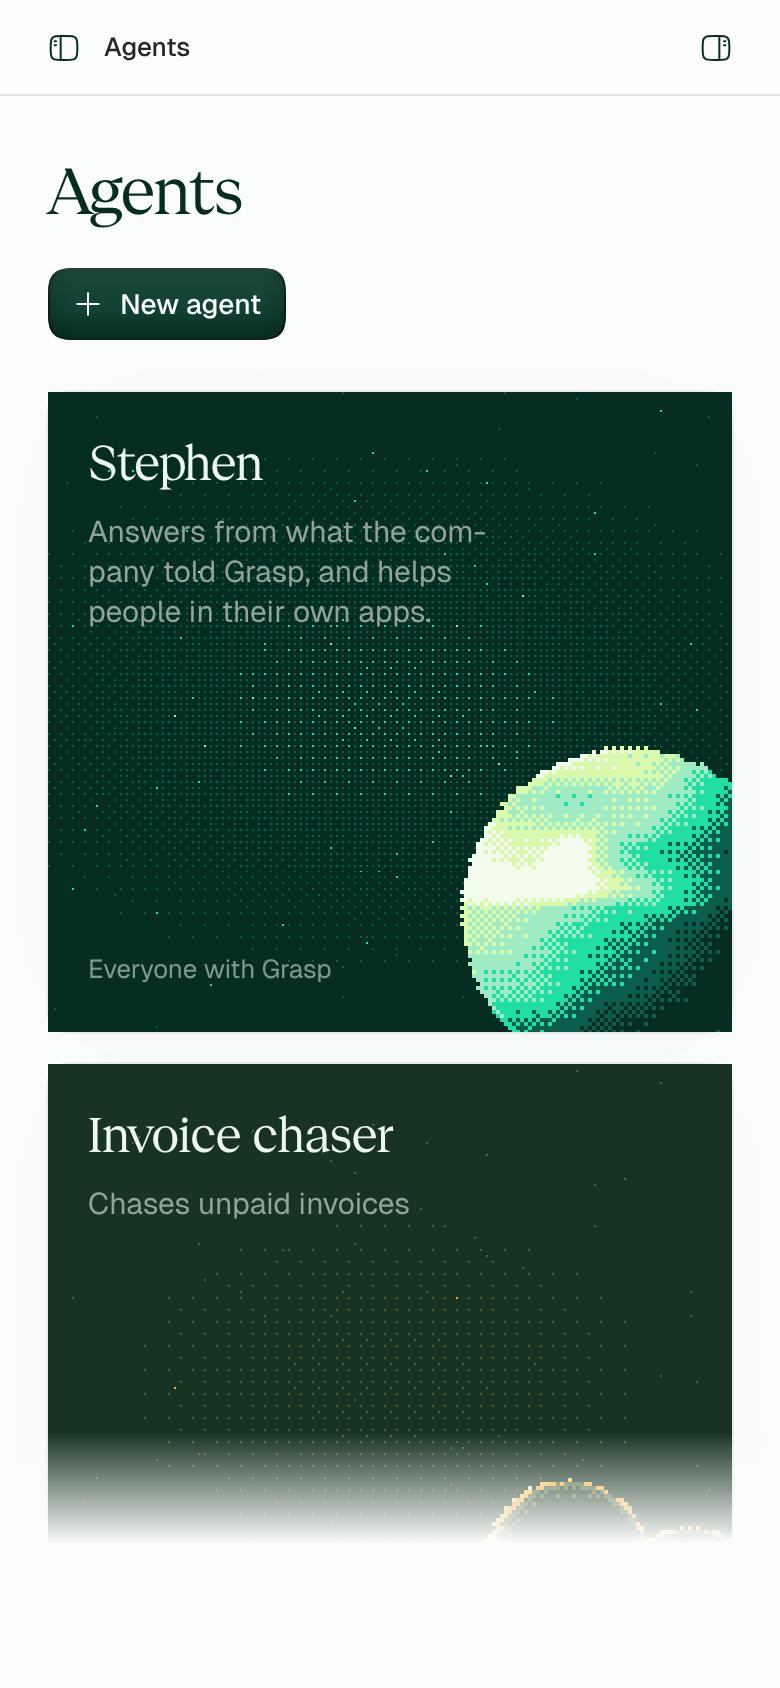 Agents
Agents
New agent
Stephen
Answers from what the com-
pany told Grasp, and helps
people in their own apps.
Everyone with Grasp
Invoice chaser
Chases unpaid invoices